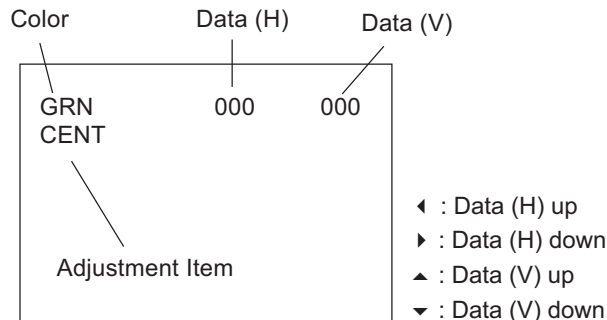 Color Data (H) Data (V)
GRN 000 000
CENT
Adjustment Item
◂ : Data (H) up
▸ : Data (H) down
▴ : Data (V) up
▾ : Data (V) down